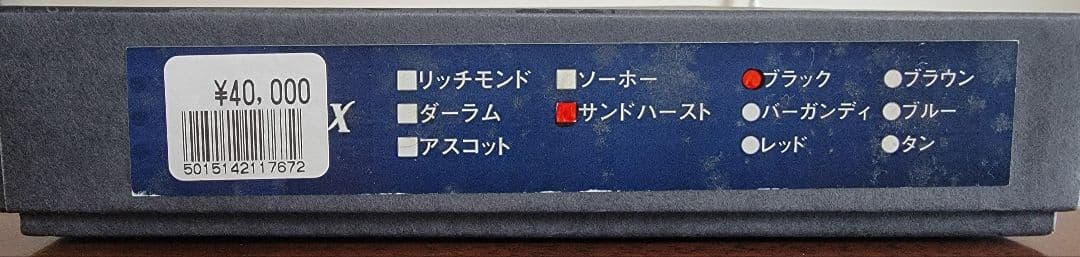 ¥40,000
5015142117672
X
リッチモンド ソーホー ブラック ブラウン
ダーラム サンドハースト バーガンディ ブルー
アスコット レッド タン